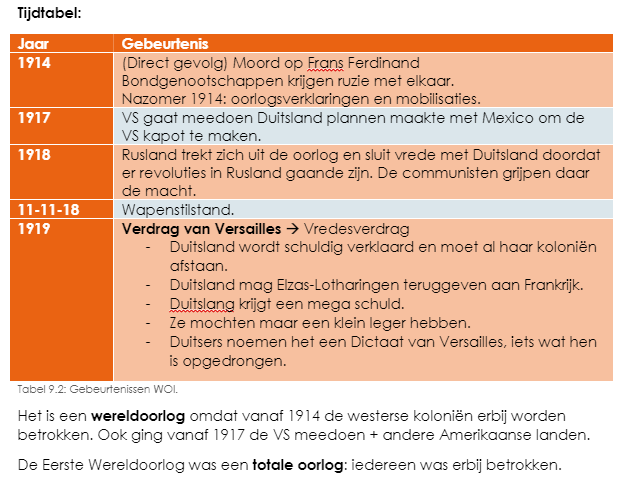 Tijdtabel:
Jaar Gebeurtenis
1914 (Direct gevolg) Moord op Frans Ferdinand
Bondgenootschappen krijgen ruzie met elkaar.
Nazomer 1914: oorlogsverklaringen en mobilisaties.
1917 VS gaat meedoen Duitsland plannen maakte met Mexico om de
VS kapot te maken.
1918 Rusland trekt zich uit de oorlog en sluit vrede met Duitsland doordat
er revoluties in Rusland gaande zijn. De communisten grijpen daar
de macht.
11-11-18 Wapenstilstand.
1919 Verdrag van Versailles → Vredesverdrag
- Duitsland wordt schuldig verklaard en moet al haar koloniën
afstaan.
- Duitsland mag Elzas-Lotharingen teruggeven aan Frankrijk.
- Duitslang krijgt een mega schuld.
- Ze mochten maar een klein leger hebben.
- Duitsers noemen het een Dictaat van Versailles, iets wat hen
is opgedrongen.
Tabel 9.2: Gebeurtenissen WOI.
Het is een wereldoorlog omdat vanaf 1914 de westerse koloniën erbij worden
betrokken. Ook ging vanaf 1917 de VS meedoen + andere Amerikaanse landen.
De Eerste Wereldoorlog was een totale oorlog: iedereen was erbij betrokken.